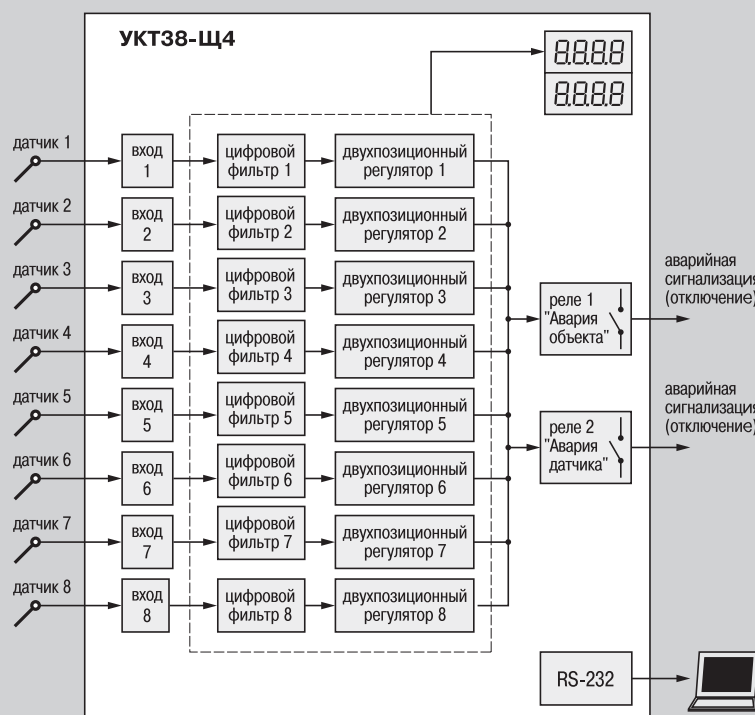 УКТ38-Щ4
8.8.8.8
8.8.8.8
датчик 1
вход
1
цифровой
фильтр 1
двухпозиционный
регулятор 1
датчик 2
вход
2
цифровой
фильтр 2
двухпозиционный
регулятор 2
датчик 3
вход
3
цифровой
фильтр 3
двухпозиционный
регулятор 3
датчик 4
вход
4
цифровой
фильтр 4
двухпозиционный
регулятор 4
датчик 5
вход
5
цифровой
фильтр 5
двухпозиционный
регулятор 5
датчик 6
вход
6
цифровой
фильтр 6
двухпозиционный
регулятор 6
датчик 7
вход
7
цифровой
фильтр 7
двухпозиционный
регулятор 7
датчик 8
вход
8
цифровой
фильтр 8
двухпозиционный
регулятор 8
реле 1
"Авария
объекта"
аварийная
сигнализация
(отключение)
реле 2
"Авария
датчика"
аварийная
сигнализация
(отключение)
RS-232